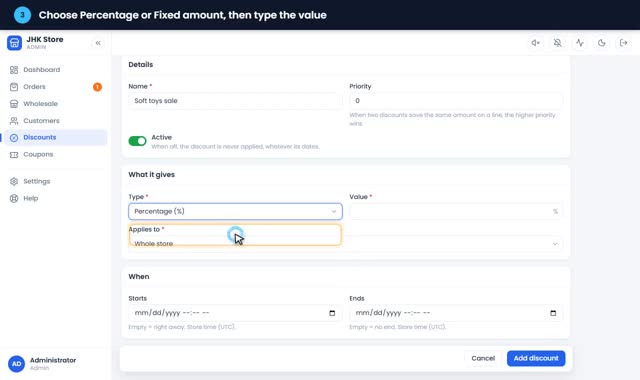 3 Choose Percentage or Fixed amount, then type the value
JHK Store
ADMIN
Dashboard
Orders 1
Wholesale
Customers
Discounts
Coupons
Settings
Help
AD Administrator
Admin
Details
Name * Priority
Soft toys sale 0
When two discounts save the same amount on a line, the higher priority
wins.
Active
When off, the discount is never applied, whatever its dates.
What it gives
Type * Value *
Percentage (%) %
Applies to *
Whole store
When
Starts Ends
mm/dd/yyyy --:-- -- mm/dd/yyyy --:-- --
Empty = right away. Store time (UTC). Empty = no end. Store time (UTC).
Cancel Add discount